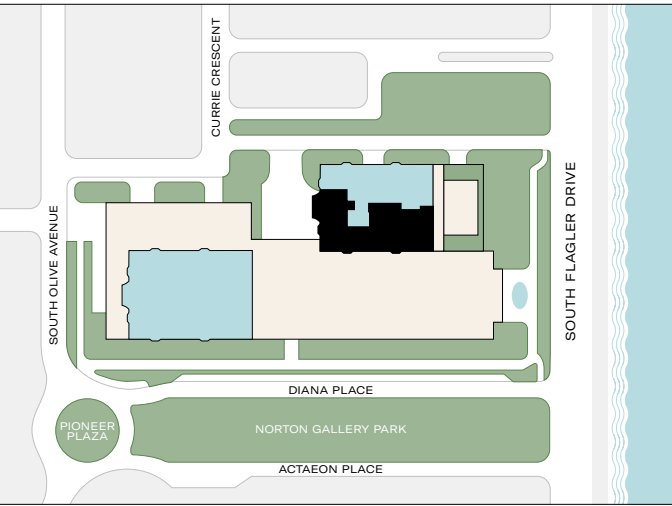 CURRIE CRESCENT
SOUTH FLAGLER DRIVE
SOUTH OLIVE AVENUE
DIANA PLACE
PIONEER
PLAZA
NORTON GALLERY PARK
ACTAEON PLACE